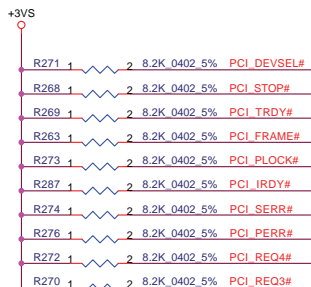 +3VS
R271 1 2 8.2K_0402_5% PCI_DEVSEL#
R268 1 2 8.2K_0402_5% PCI_STOP#
R269 1 2 8.2K_0402_5% PCI_TRDY#
R263 1 2 8.2K_0402_5% PCI_FRAME#
R273 1 2 8.2K_0402_5% PCI_PLOCK#
R287 1 2 8.2K_0402_5% PCI_IRDY#
R274 1 2 8.2K_0402_5% PCI_SERR#
R276 1 2 8.2K_0402_5% PCI_PERR#
R272 1 2 8.2K_0402_5% PCI_REQ4#
R270 1 2 8.2K_0402_5% PCI_REQ3#